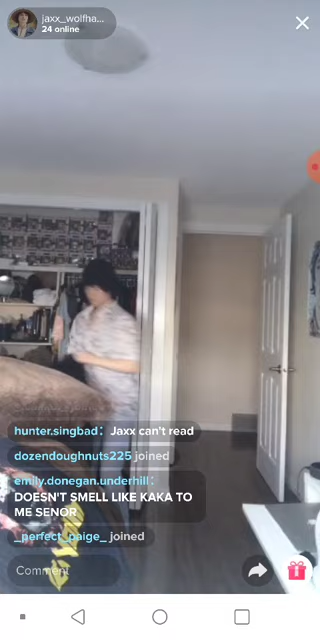 jaxx_wolfha...
24 online
hunter.singbad: Jaxx can't read
dozendoughnuts225 joined
emily.donegan.underhill:
DOESN'T SMELL LIKE KAKA TO
ME SENOR
_perfect_paige_ joined
Comment